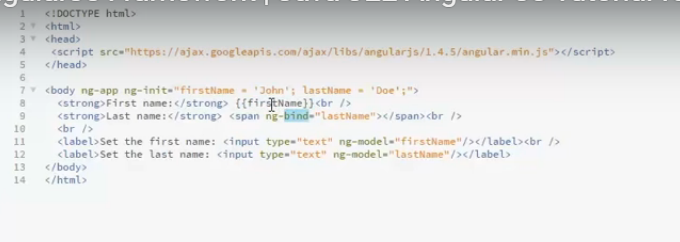 1 <!DOCTYPE html>
2 <html>
3 <head>
4 <script src="https://ajax.googleapis.com/ajax/libs/angularjs/1.4.5/angular.min.js"></script>
5 </head>
6
7 <body ng-app ng-init="firstName = 'John'; lastName = 'Doe';">
8 <strong>First name:</strong> {{firstName}}<br />
9 <strong>Last name:</strong> <span ng-bind="lastName"></span><br />
10 <br />
11 <label>Set the first name: <input type="text" ng-model="firstName"/></label><br />
12 <label>Set the last name: <input type="text" ng-model="lastName"/></label>
13 </body>
14 </html>